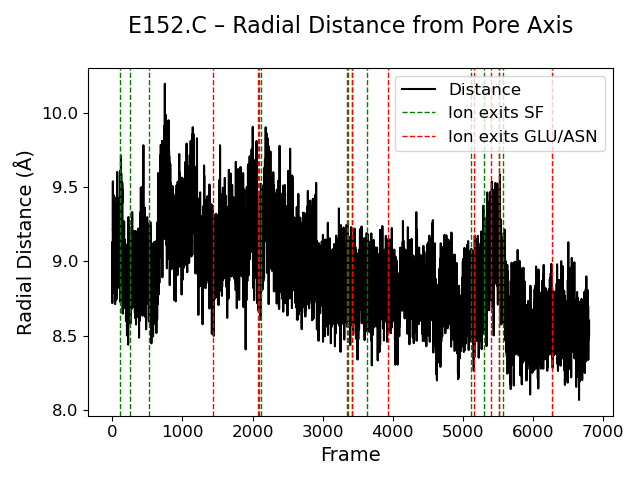 E152.C – Radial Distance from Pore Axis
Distance
Ion exits SF
Ion exits GLU/ASN
Radial Distance (Å)
10.0
9.5
9.0
8.5
8.0
0 1000 2000 3000 4000 5000 6000 7000
Frame